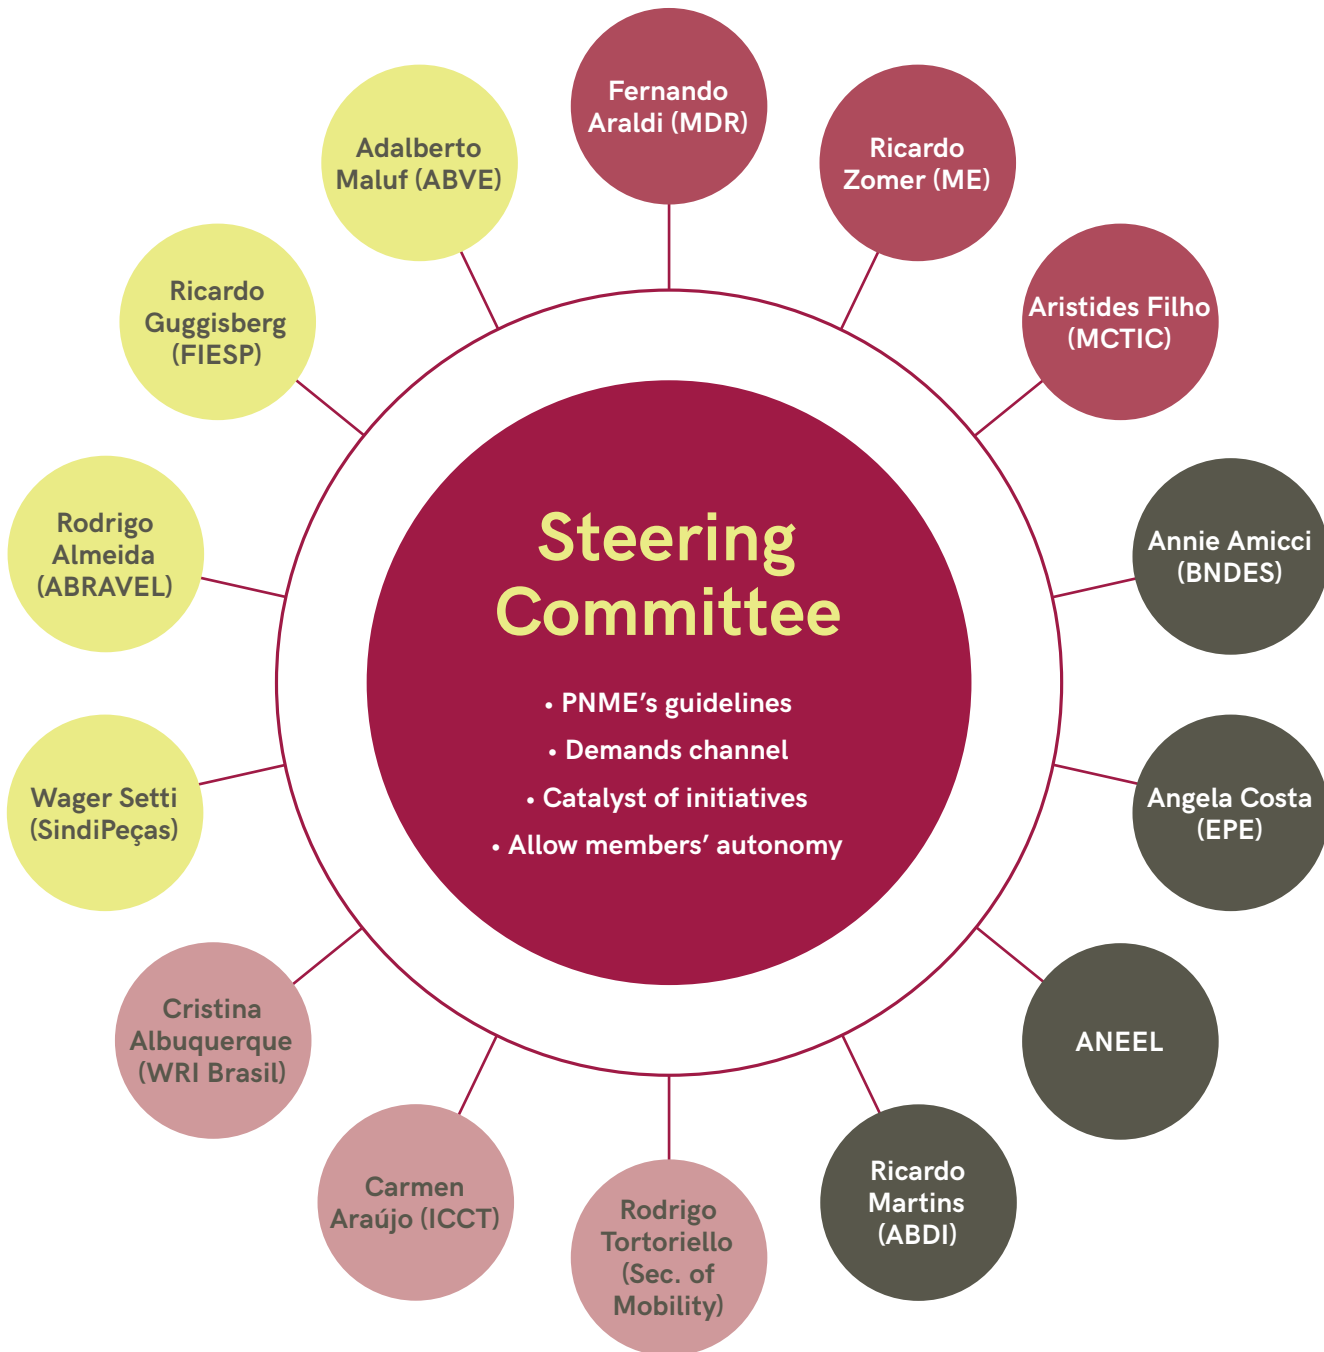 Fernando
Araldi (MDR)
Ricardo
Zomer (ME)
Aristides Filho
(MCTIC)
Annie Amicci
(BNDES)
Angela Costa
(EPE)
ANEEL
Ricardo
Martins
(ABDI)
Rodrigo
Tortoriello
(Sec. of
Mobility)
Carmen
Araújo (ICCT)
Cristina
Albuquerque
(WRI Brasil)
Wager Setti
(SindiPeças)
Rodrigo
Almeida
(ABRAVEL)
Ricardo
Guggisberg
(FIESP)
Adalberto
Maluf (ABVE)
Steering
Committee
• PNME’s guidelines
• Demands channel
• Catalyst of initiatives
• Allow members’ autonomy